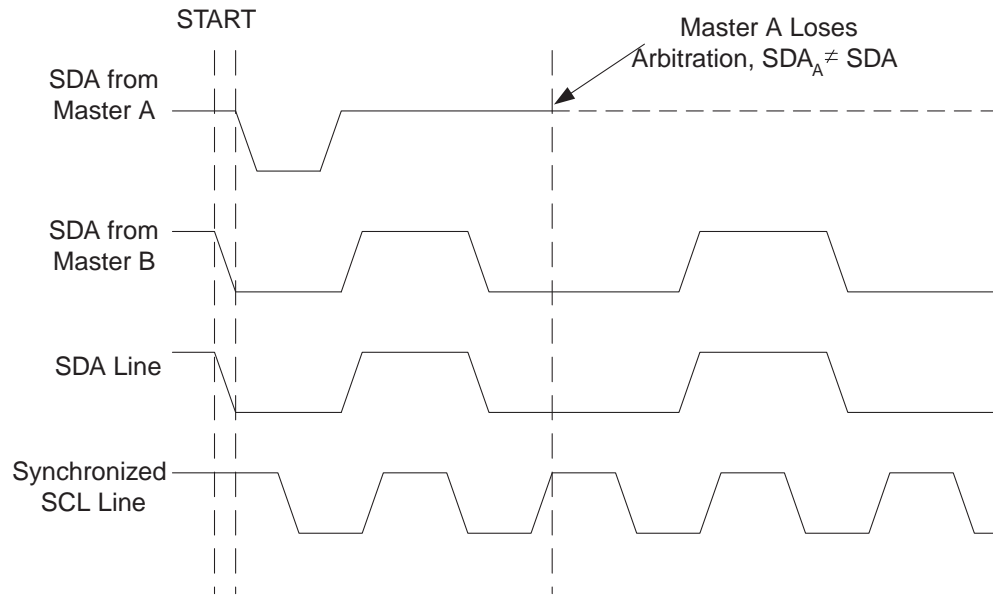 START
Master A Loses
Arbitration, SDA_A ≠ SDA
SDA from
Master A
SDA from
Master B
SDA Line
Synchronized
SCL Line